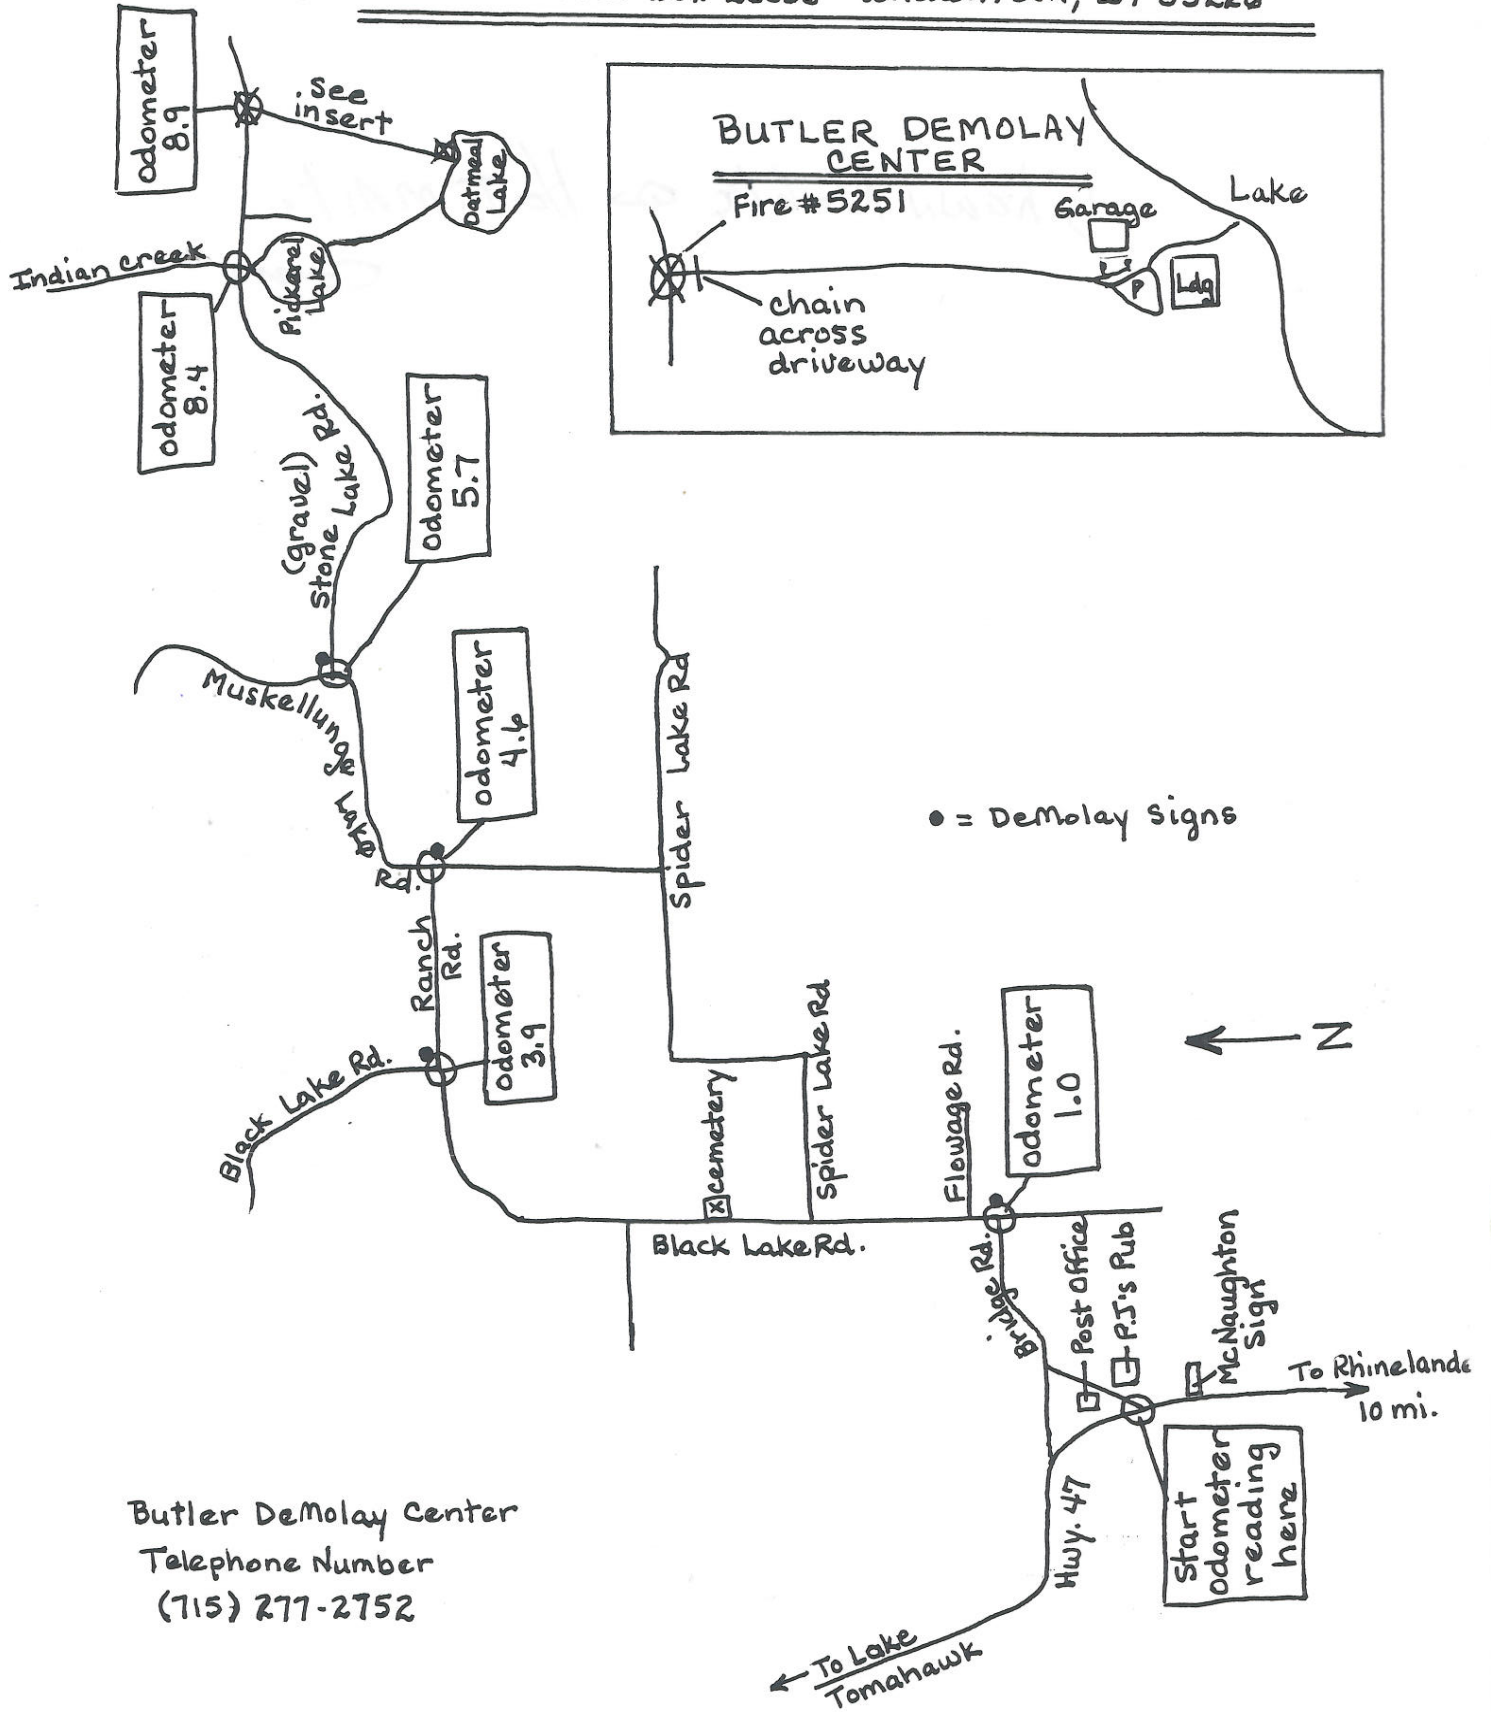 WI 53226
Odometer
8.9
See
insert
Oatmeal
Lake
Indian Creek
Pickerel
Lake
Odometer
8.4
BUTLER DEMOLAY
CENTER
Fire #5251
Garage
Lake
P
Ldg
chain
across
driveway
(gravel)
Stone Lake Rd.
Odometer
5.7
Muskellunge Lake Rd.
Odometer
4.6
Spider Lake Rd
• = DeMolay Signs
Ranch
Rd.
Odometer
3.9
Black Lake Rd.
X cemetery
Spider Lake Rd
Flowage Rd.
Odometer
1.0
N
Black Lake Rd.
Bridge Rd.
Post Office
P.J.'s Pub
McNaughton
Sign
To Rhinelande
10 mi.
Hwy. 47
Start
Odometer
reading
here
To Lake
Tomahawk
Butler DeMolay Center
Telephone Number
(715) 277-2752